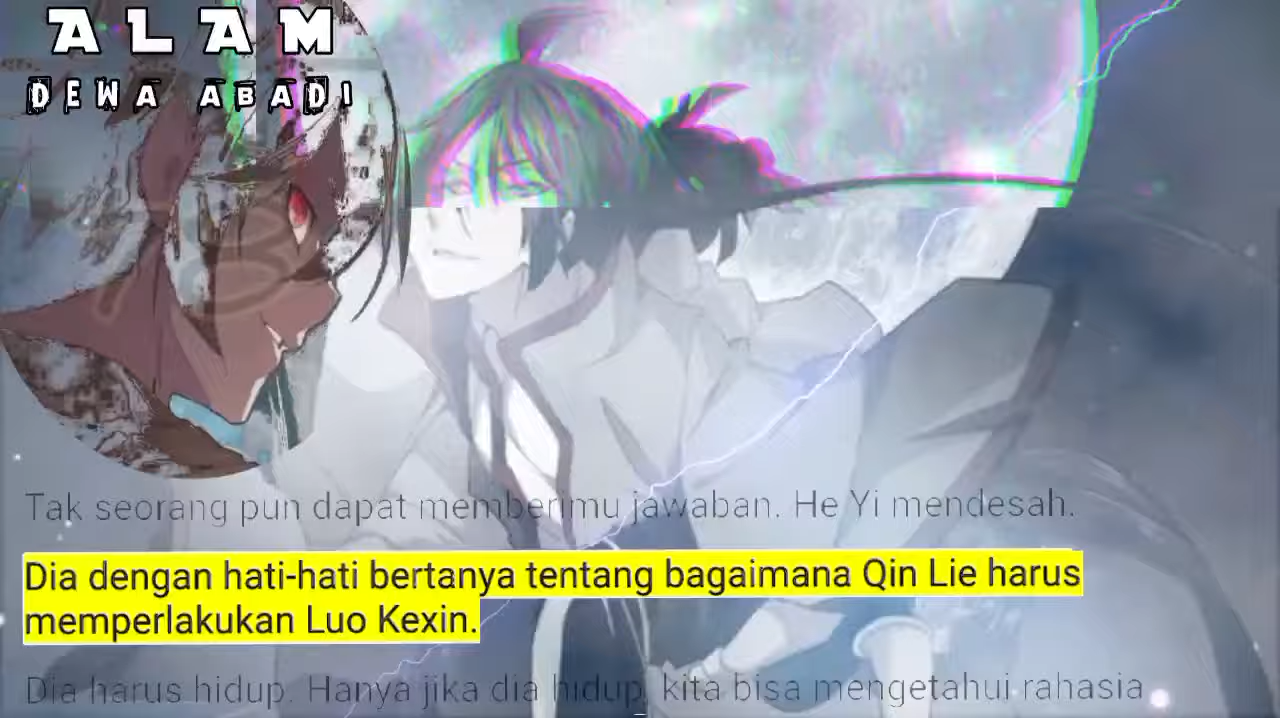 ALAM
DEWA ABADI
Tak seorang pun dapat memberimu jawaban. He Yi mendesah.
Dia dengan hati-hati bertanya tentang bagaimana Qin Lie harus
memperlakukan Luo Kexin.
Dia harus hidup. Hanya jika dia hidup, kita bisa mengetahui rahasia